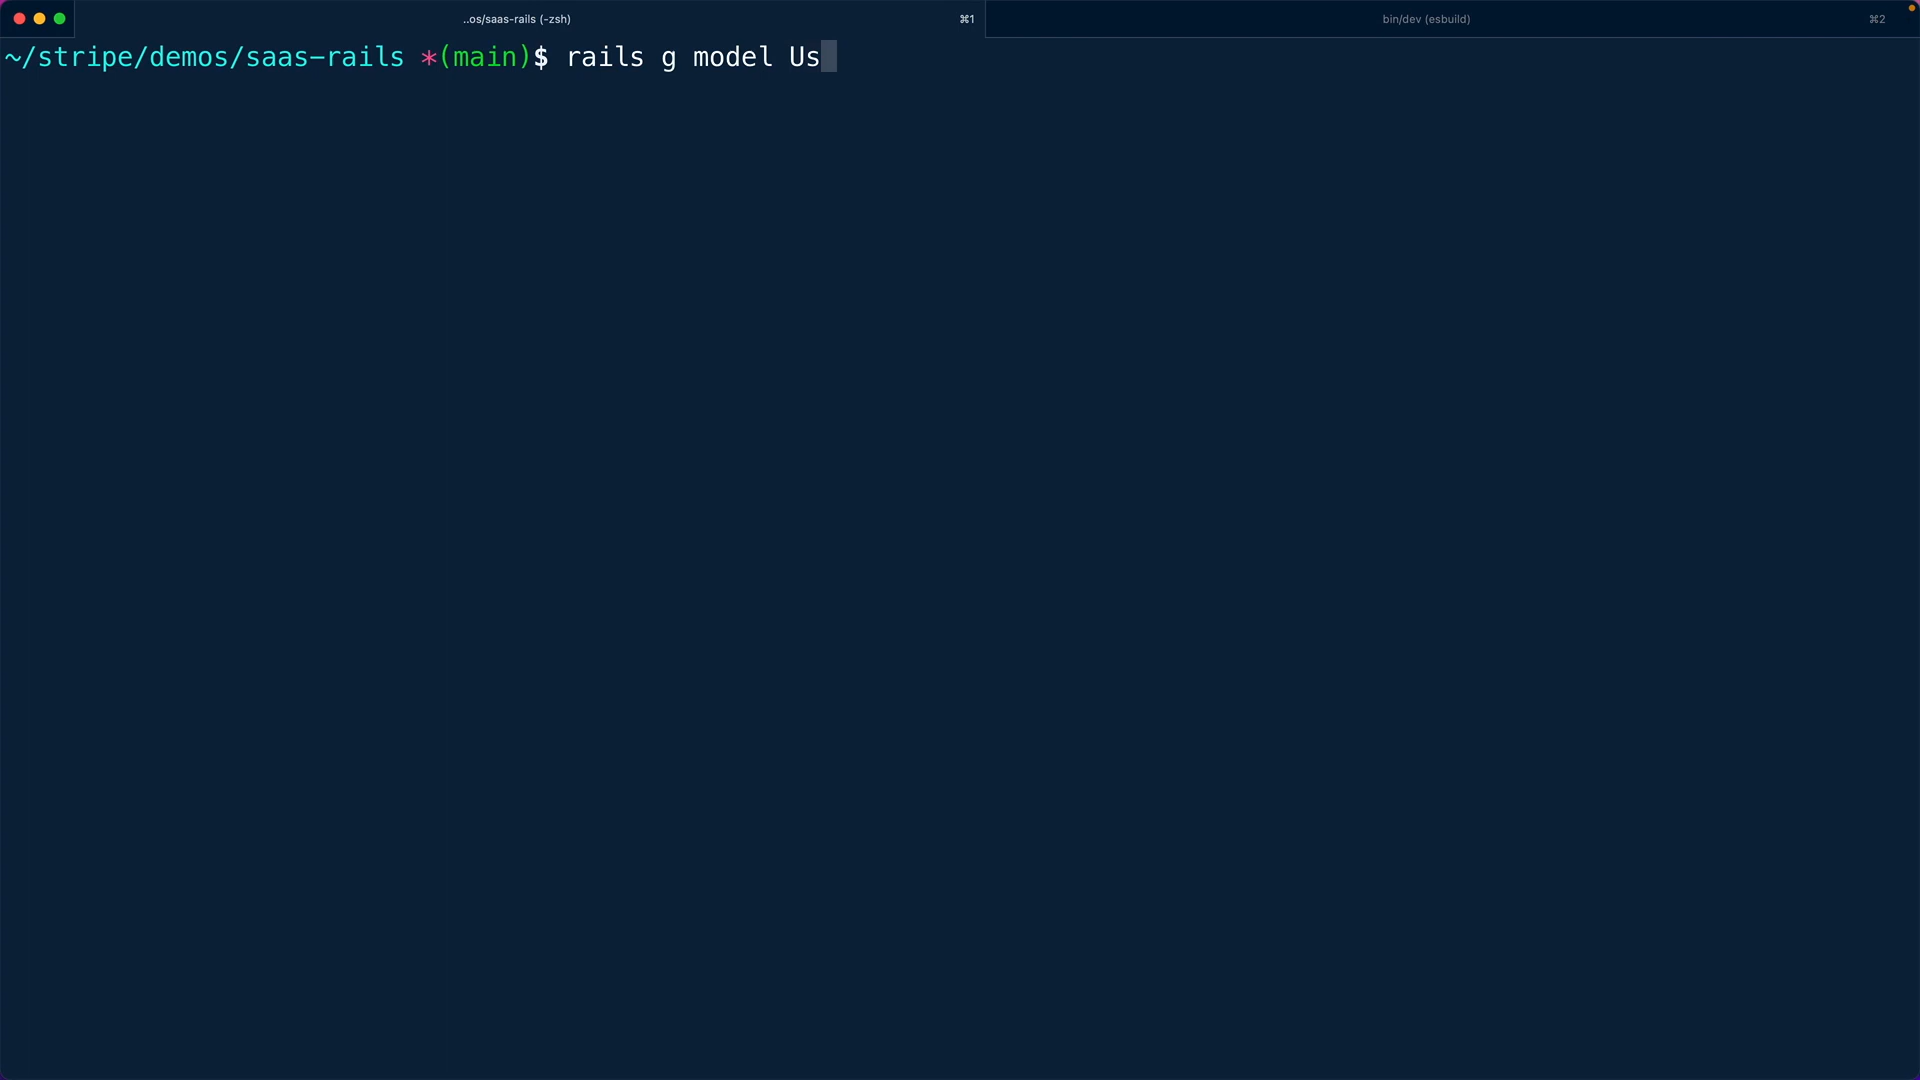 ..os/saas-rails (-zsh) ⌘1 bin/dev (esbuild) ⌘2
~/stripe/demos/saas-rails *(main)$ rails g model Us